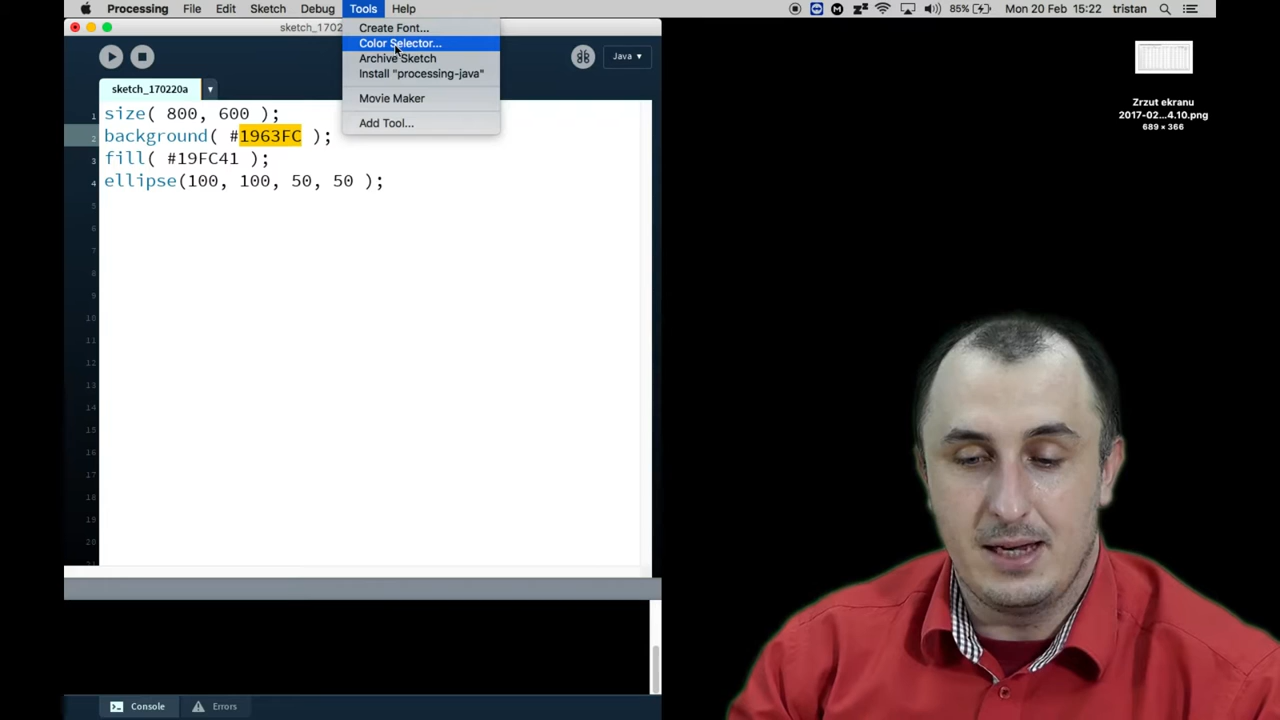 Processing File Edit Sketch Debug Tools Help 85% Mon 20 Feb 15:22 tristan
sketch_1702
Create Font...
Color Selector...
Archive Sketch
Install "processing-java"
Movie Maker
Add Tool...
Java
sketch_170220a
1 size( 800, 600 );
2 background( #1963FC );
3 fill( #19FC41 );
4 ellipse(100, 100, 50, 50 );
5
6
7
8
9
10
11
12
13
14
15
16
17
18
19
20
Console Errors
Zrzut ekranu
2017-02...4.10.png
689 × 366